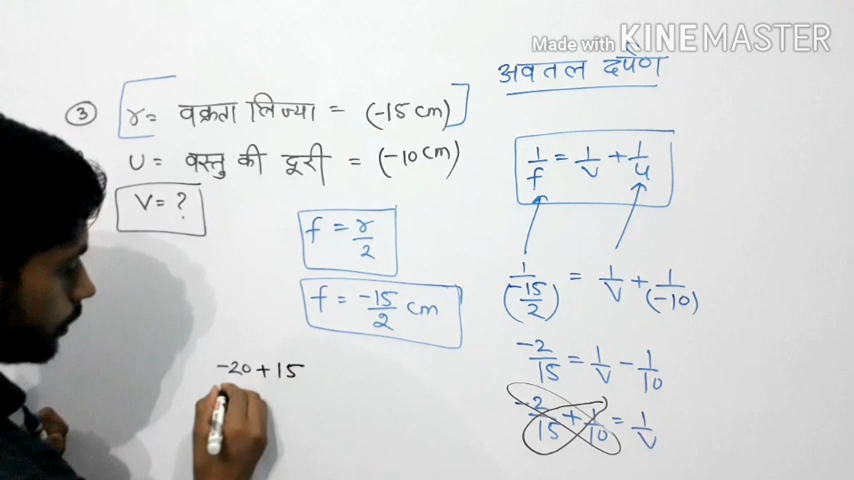 Made with KINEMASTER
अवतल दर्पण
③ r = वक्रता त्रिज्या = (-15 cm)
u = वस्तु की दूरी = (-10 cm)
V = ?
1/f = 1/v + 1/u
f = r/2
f = -15/2 cm
1/(-15/2) = 1/v + 1/(-10)
-2/15 = 1/v - 1/10
-2/15 + 1/10 = 1/v
-20 + 15